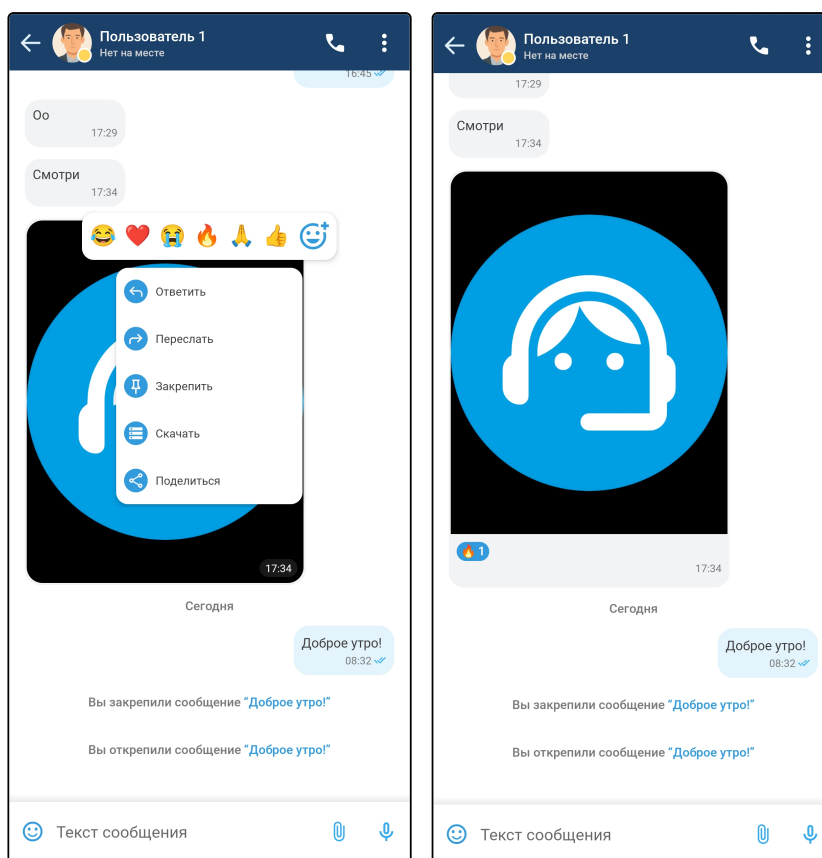 Пользователь 1
Нет на месте
16:45
Оо
17:29
Смотри
17:34
Ответить
Переслать
Закрепить
Скачать
Поделиться
17:34
Сегодня
Доброе утро!
08:32
Вы закрепили сообщение “Доброе утро!”
Вы открепили сообщение “Доброе утро!”
Текст сообщения
Пользователь 1
Нет на месте
17:29
Смотри
17:34
1
17:34
Сегодня
Доброе утро!
08:32
Вы закрепили сообщение “Доброе утро!”
Вы открепили сообщение “Доброе утро!”
Текст сообщения